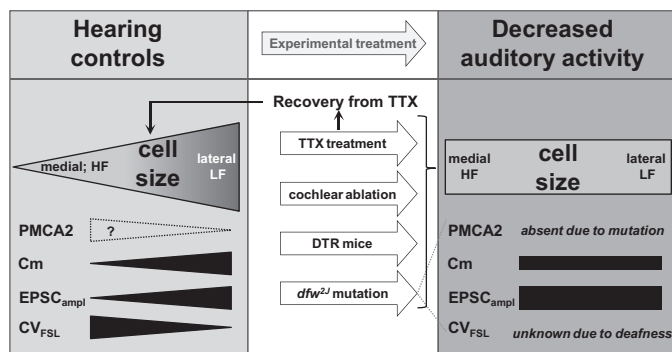 Hearing
controls
Experimental treatment
Decreased
auditory activity
Recovery from TTX
medial; HF
cell
size
lateral
LF
PMCA2
?
Cm
EPSCampl
CVFSL
TTX treatment
cochlear ablation
DTR mice
dfw2J mutation
medial
HF
cell
size
lateral
LF
PMCA2 absent due to mutation
Cm
EPSCampl
CVFSL unknown due to deafness